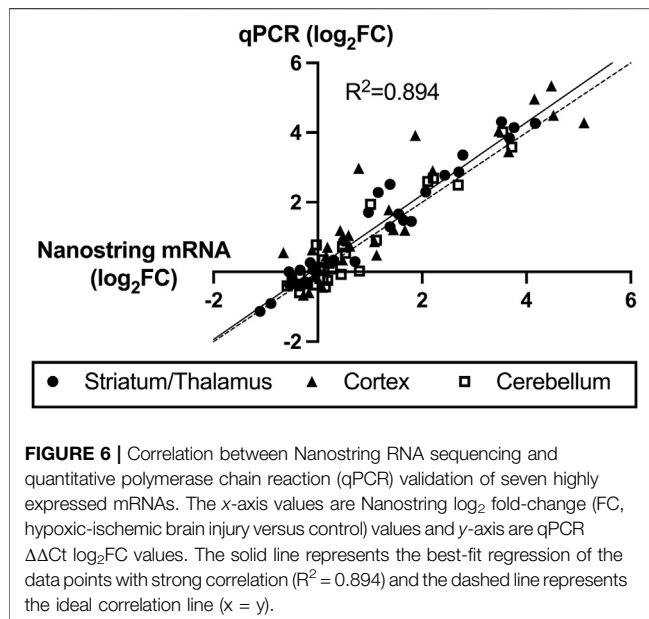 qPCR (log₂FC)
6
R²=0.894
4
2
Nanostring mRNA
(log₂FC)
-2 2 4 6
-2
● Striatum/Thalamus ▲ Cortex □ Cerebellum
FIGURE 6 | Correlation between Nanostring RNA sequencing and
quantitative polymerase chain reaction (qPCR) validation of seven highly
expressed mRNAs. The x-axis values are Nanostring log₂ fold-change (FC,
hypoxic-ischemic brain injury versus control) values and y-axis are qPCR
ΔΔCt log₂FC values. The solid line represents the best-fit regression of the
data points with strong correlation (R² = 0.894) and the dashed line represents
the ideal correlation line (x = y).